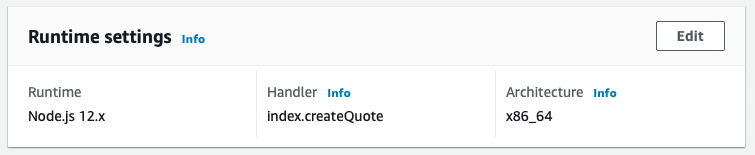 Runtime settings Info
Edit
Runtime
Node.js 12.x
Handler Info
index.createQuote
Architecture Info
x86_64